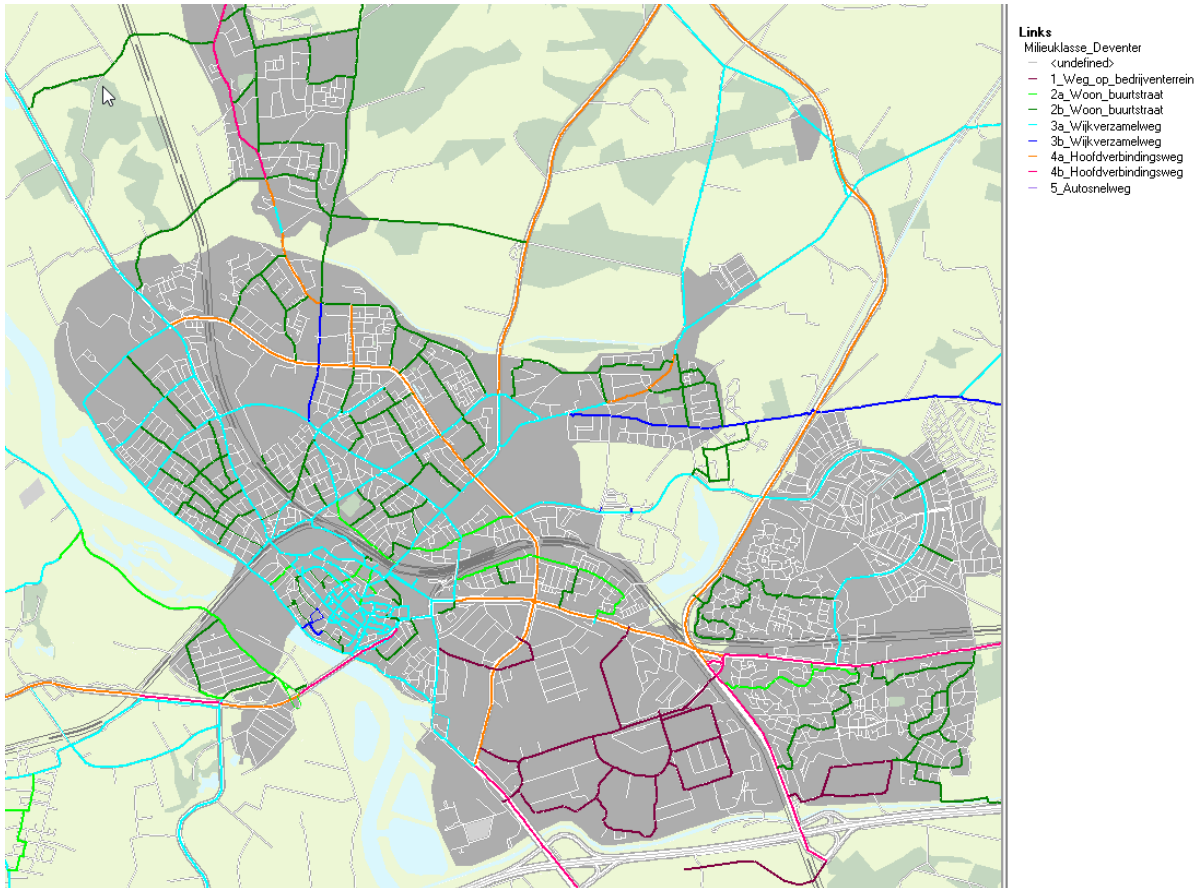 Links
Milieuklasse_Deventer
<undefined>
1_Weg_op_bedrijventerrein
2a_Woon_buurtstraat
2b_Woon_buurtstraat
3a_Wijkverzamelweg
3b_Wijkverzamelweg
4a_Hoofdverbindingsweg
4b_Hoofdverbindingsweg
5_Autosnelweg